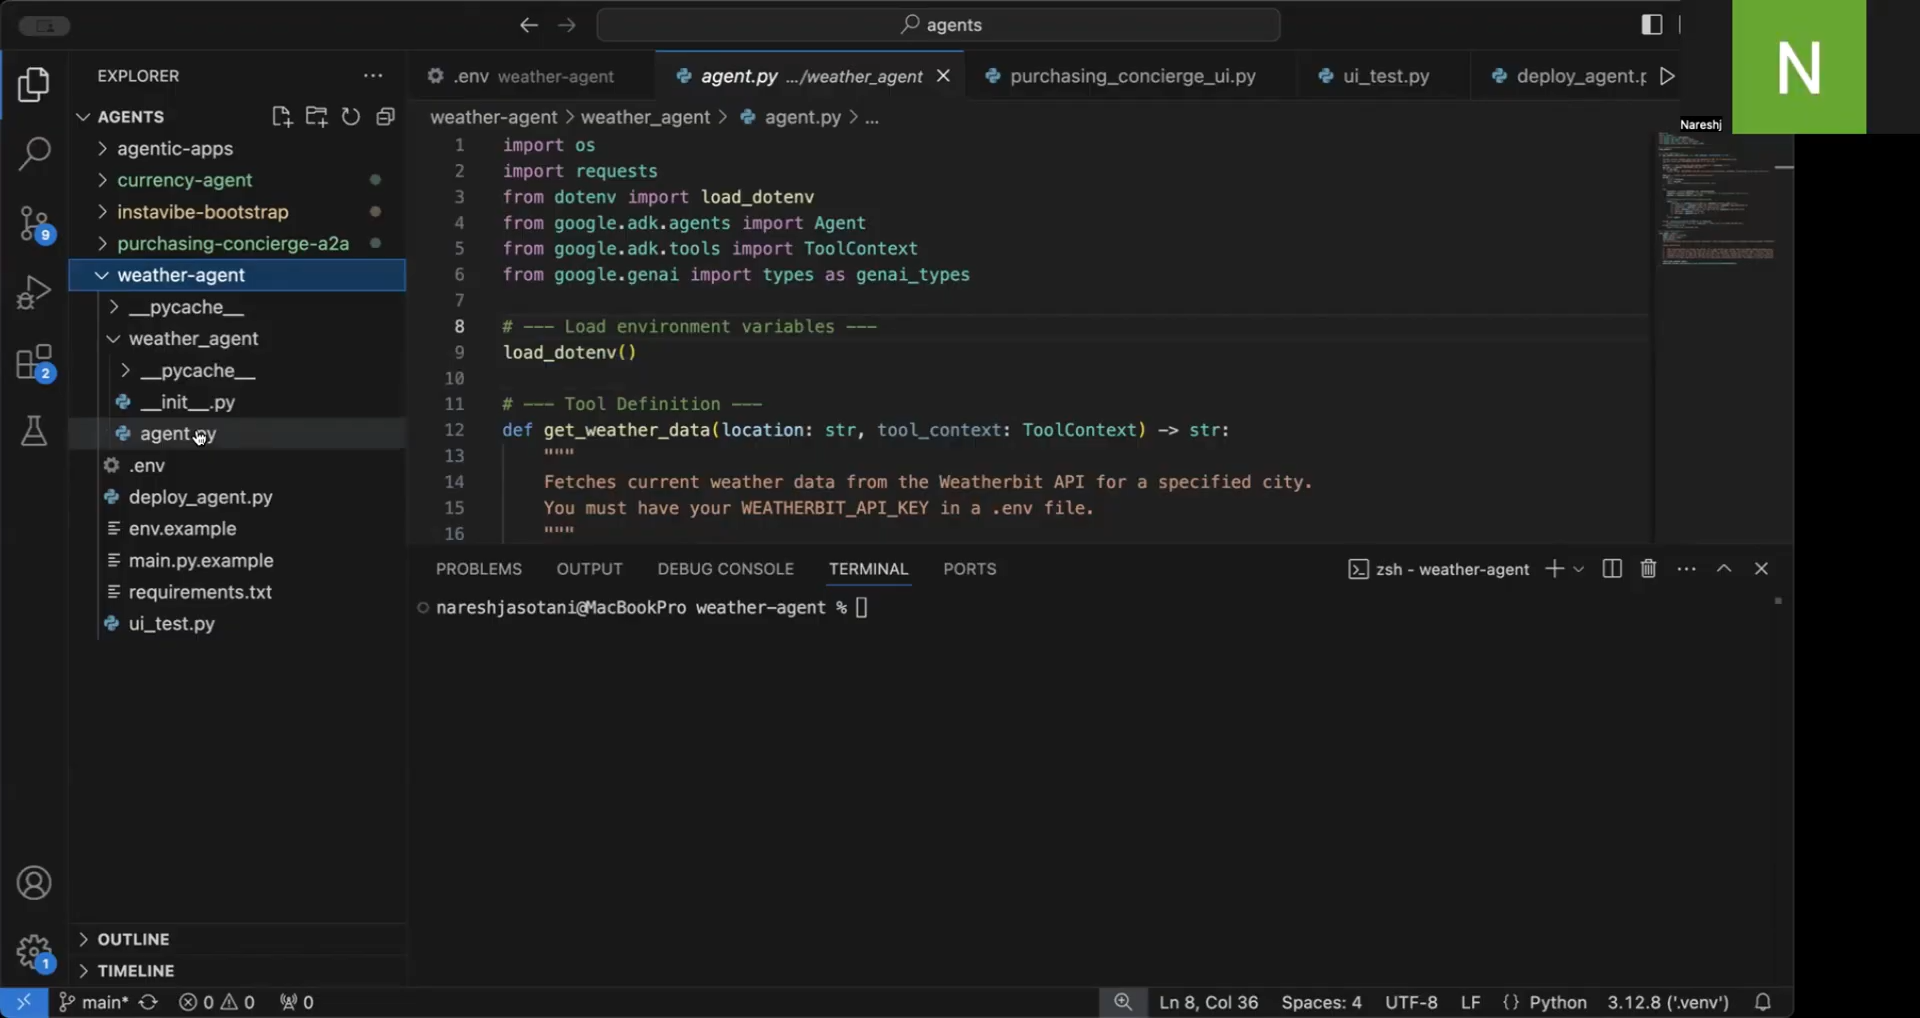 agents
N
Nareshj
EXPLORER
AGENTS
agentic-apps
currency-agent
instavibe-bootstrap
purchasing-concierge-a2a
weather-agent
__pycache__
weather_agent
__pycache__
__init__.py
agent.py
.env
deploy_agent.py
env.example
main.py.example
requirements.txt
ui_test.py
OUTLINE
TIMELINE
9
2
1
.env weather-agent
agent.py .../weather_agent
purchasing_concierge_ui.py
ui_test.py
deploy_agent.p
weather-agent > weather_agent > agent.py > ...
1 import os
2 import requests
3 from dotenv import load_dotenv
4 from google.adk.agents import Agent
5 from google.adk.tools import ToolContext
6 from google.genai import types as genai_types
7
8 # --- Load environment variables ---
9 load_dotenv()
10
11 # --- Tool Definition ---
12 def get_weather_data(location: str, tool_context: ToolContext) -> str:
13 """
14 Fetches current weather data from the Weatherbit API for a specified city.
15 You must have your WEATHERBIT_API_KEY in a .env file.
16 """
PROBLEMS OUTPUT DEBUG CONSOLE TERMINAL PORTS
zsh - weather-agent
nareshjasotani@MacBookPro weather-agent %
main* 0 0 0
Ln 8, Col 36 Spaces: 4 UTF-8 LF {} Python 3.12.8 ('.venv')